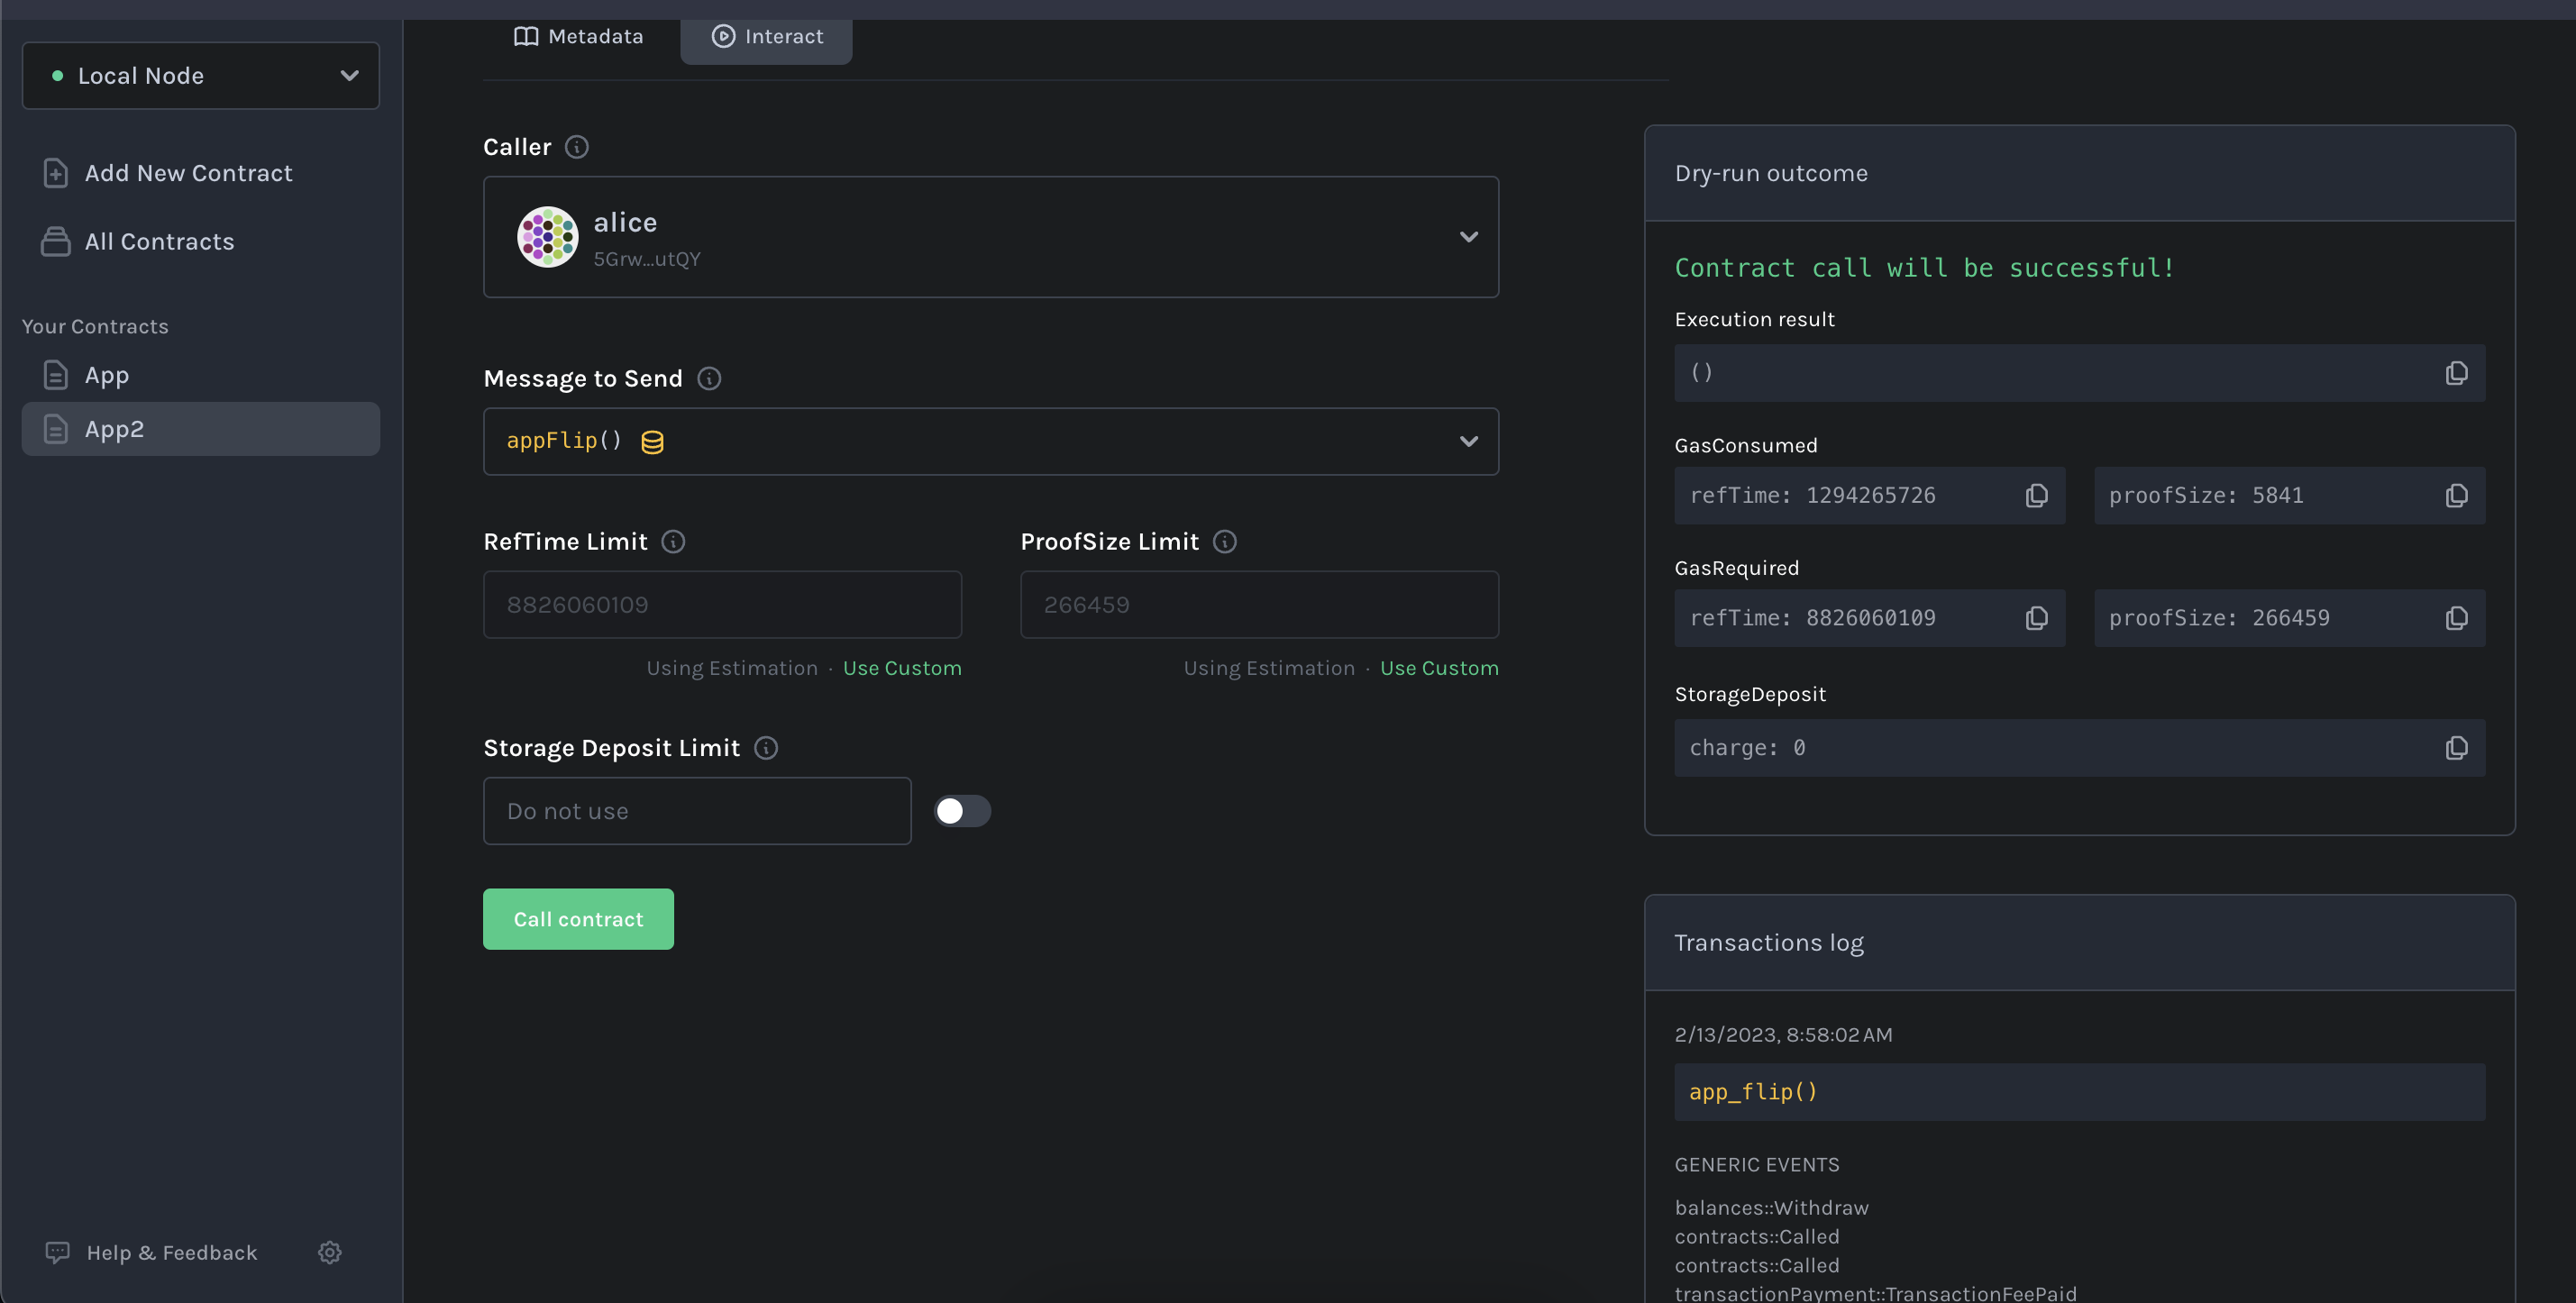 Local Node
Add New Contract
All Contracts
Your Contracts
App
App2
Help & Feedback
Metadata
Interact
Caller
alice
5Grw...utQY
Message to Send
appFlip()
RefTime Limit
8826060109
Using Estimation · Use Custom
ProofSize Limit
266459
Using Estimation · Use Custom
Storage Deposit Limit
Do not use
Call contract
Dry-run outcome
Contract call will be successful!
Execution result
()
GasConsumed
refTime: 1294265726
proofSize: 5841
GasRequired
refTime: 8826060109
proofSize: 266459
StorageDeposit
charge: 0
Transactions log
2/13/2023, 8:58:02 AM
app_flip()
GENERIC EVENTS
balances::Withdraw
contracts::Called
contracts::Called
transactionPayment::TransactionFeePaid